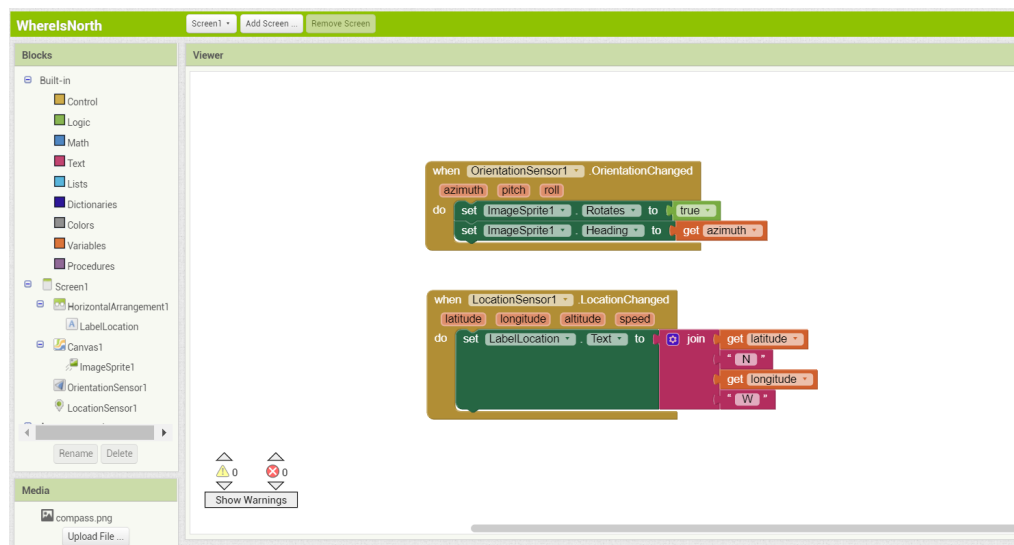 WhereIsNorth Screen1 Add Screen ... Remove Screen
Blocks
Built-in
Control
Logic
Math
Text
Lists
Dictionaries
Colors
Variables
Procedures
Screen1
HorizontalArrangement1
LabelLocation
Canvas1
ImageSprite1
OrientationSensor1
LocationSensor1
Rename Delete
Media
compass.png
Upload File ...
Viewer
when OrientationSensor1 .OrientationChanged
azimuth pitch roll
do set ImageSprite1 . Rotates to true
set ImageSprite1 . Heading to get azimuth
when LocationSensor1 .LocationChanged
latitude longitude altitude speed
do set LabelLocation . Text to join get latitude
" N "
get longitude
" W "
0 0
Show Warnings